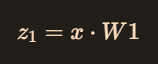 z₁ = x · W1